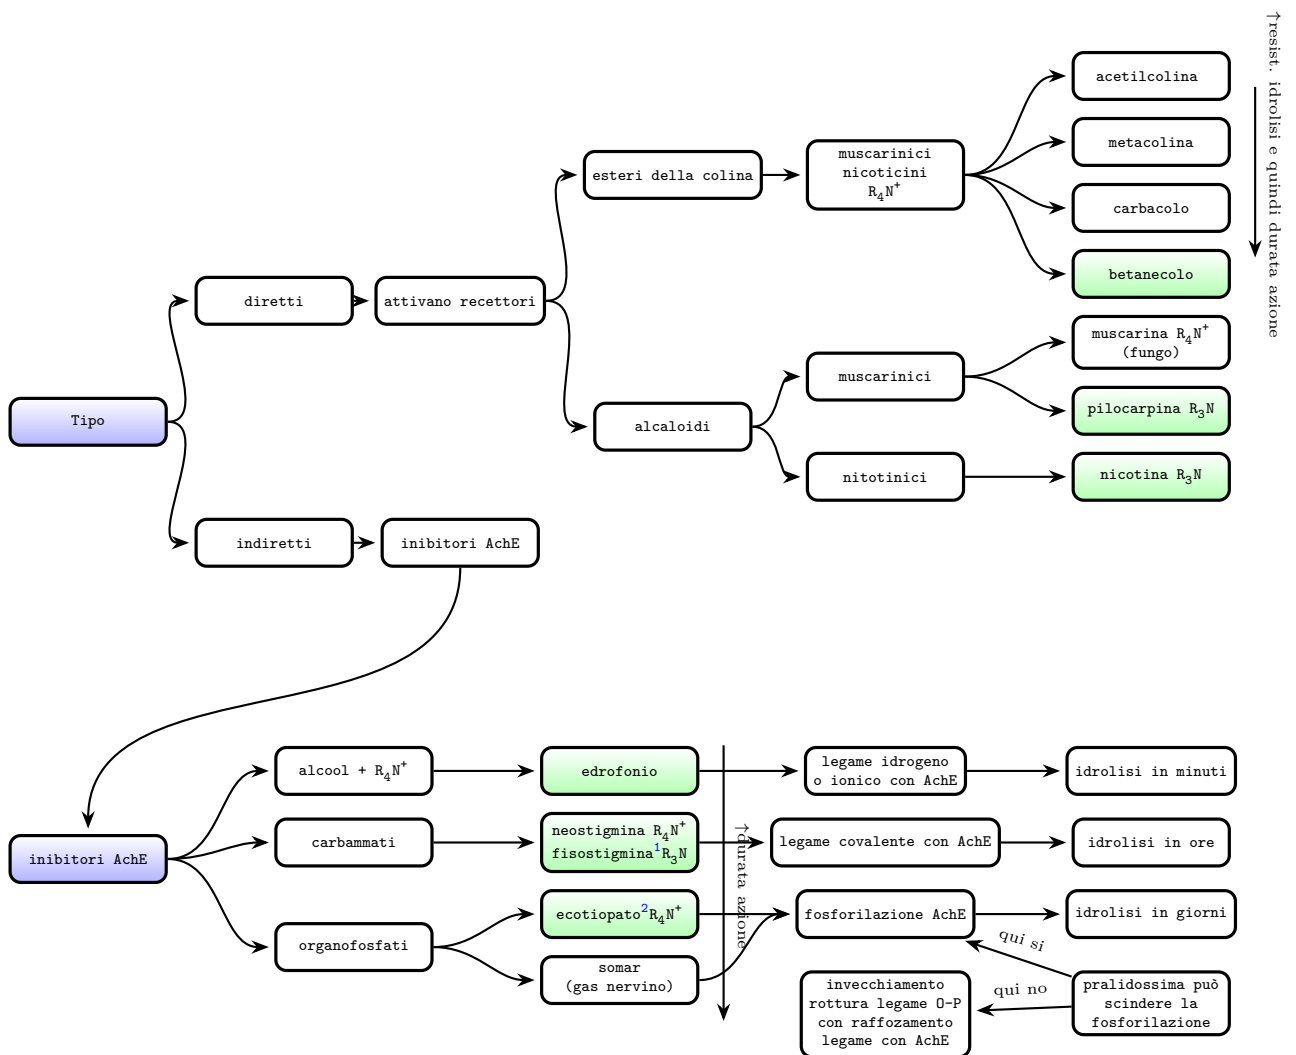 ↑resist. idrolisi e quindi durata azione
acetilcolina
metacolina
carbacolo
betanecolo
muscarinici
nicoticini
R₄N⁺
esteri della colina
diretti
attivano recettori
muscarina R₄N⁺
(fungo)
muscarinici
pilocarpina R₃N
Tipo
alcaloidi
nitotinici
nicotina R₃N
indiretti
inibitori AchE
alcool + R₄N⁺
edrofonio
legame idrogeno
o ionico con AchE
idrolisi in minuti
↑durata azione
carbammati
neostigmina R₄N⁺
fisostigmina¹R₃N
legame covalente con AchE
idrolisi in ore
inibitori AchE
ecotiopato²R₄N⁺
fosforilazione AchE
idrolisi in giorni
organofosfati
qui si
somar
(gas nervino)
invecchiamento
rottura legame O-P
con raffozamento
legame con AchE
qui no
pralidossima può
scindere la
fosforilazione